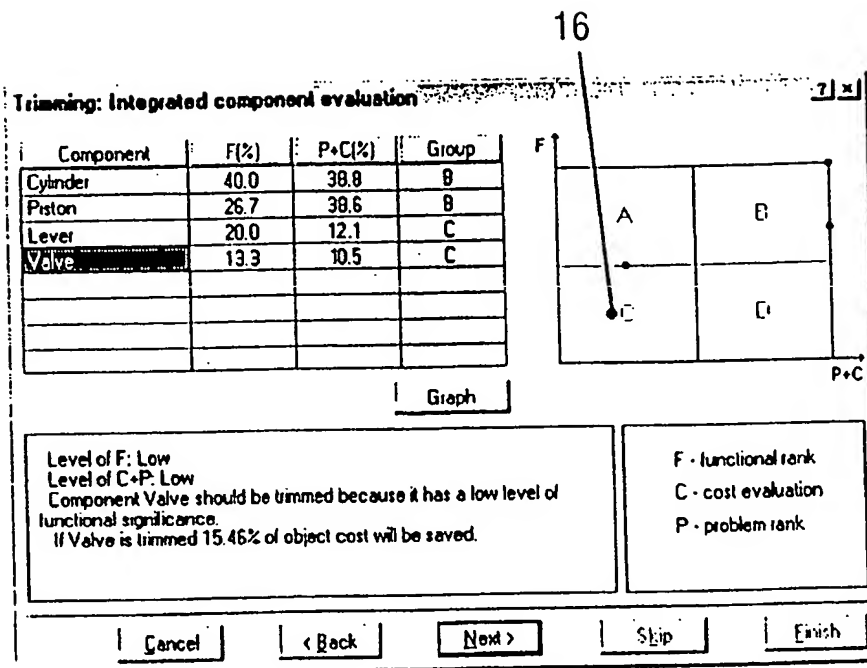 16
Trimming: Integrated component evaluation
? x
Component F(%) P+C(%) Group
Cylinder 40.0 38.8 B
Piston 26.7 38.6 B
Lever 20.0 12.1 C
Valve 13.3 10.5 C
F
A B
C D
P+C
Graph
Level of F: Low
Level of C+P: Low
Component Valve should be trimmed because it has a low level of
functional significance.
If Valve is trimmed 15.46% of object cost will be saved.
F - functional rank
C - cost evaluation
P - problem rank
Cancel < Back Next > Skip Finish